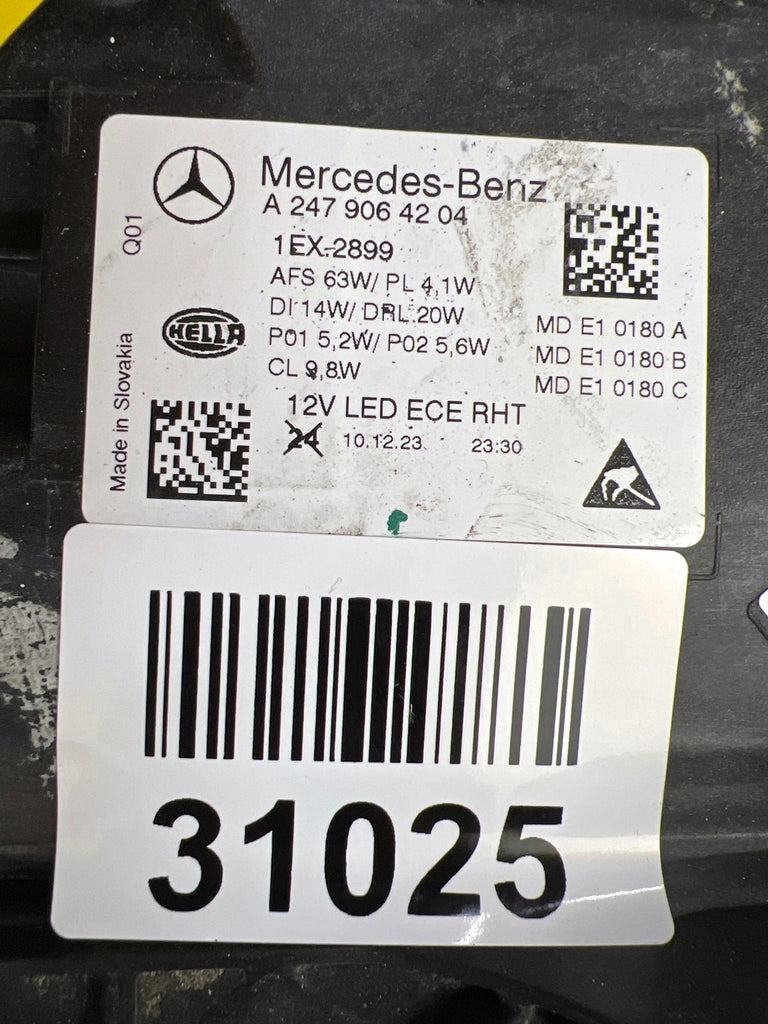 Mercedes-Benz
A 247 906 42 04
Q01
1EX.2899
AFS 63W/ PL 4,1W
DI 14W/ DRL 20W
HELLA
P01 5,2W/ P02 5,6W
CL 9,8W
MD E1 0180 A
MD E1 0180 B
MD E1 0180 C
Made in Slovakia
12V LED ECE RHT
24 10.12.23 23:30
31025